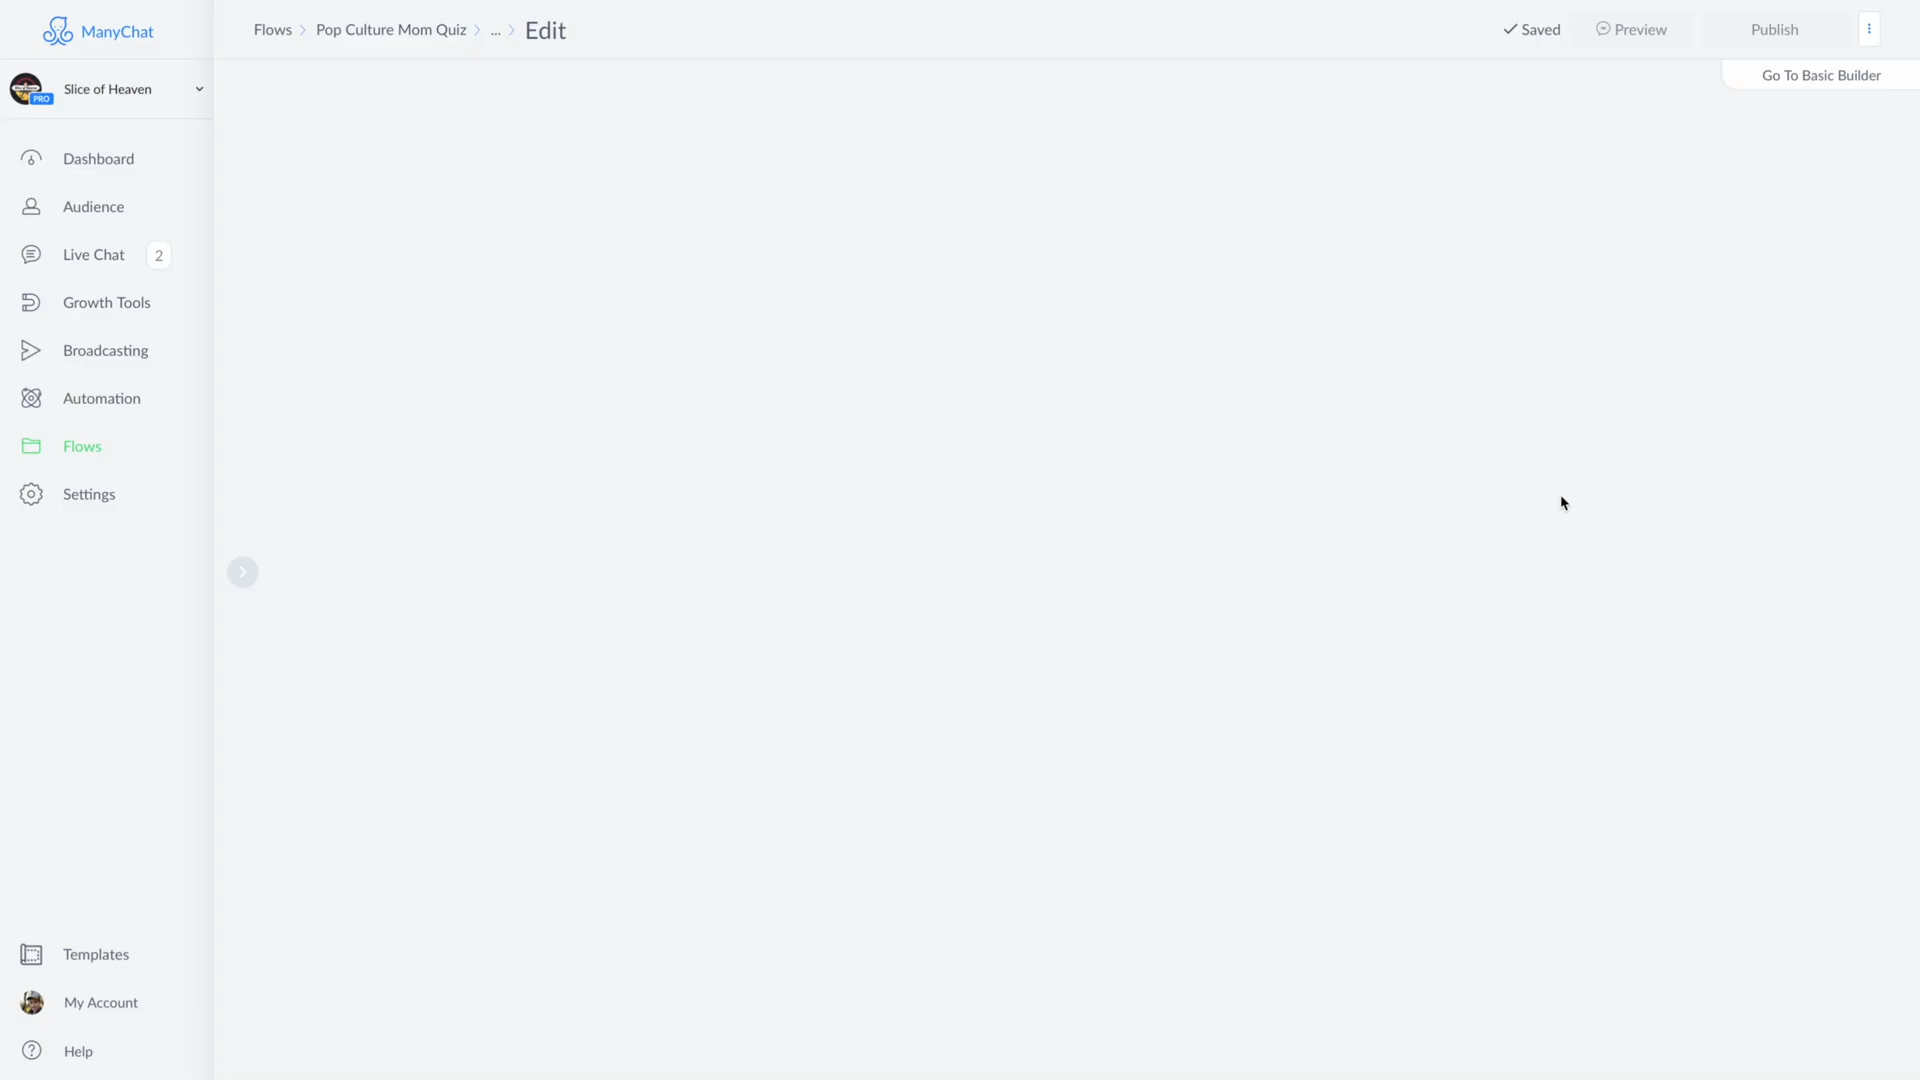 ManyChat
Flows
Pop Culture Mom Quiz
...
Edit
Saved
Preview
Publish
Go To Basic Builder
PRO
Slice of Heaven
Dashboard
Audience
Live Chat
2
Growth Tools
Broadcasting
Automation
Flows
Settings
Templates
My Account
Help